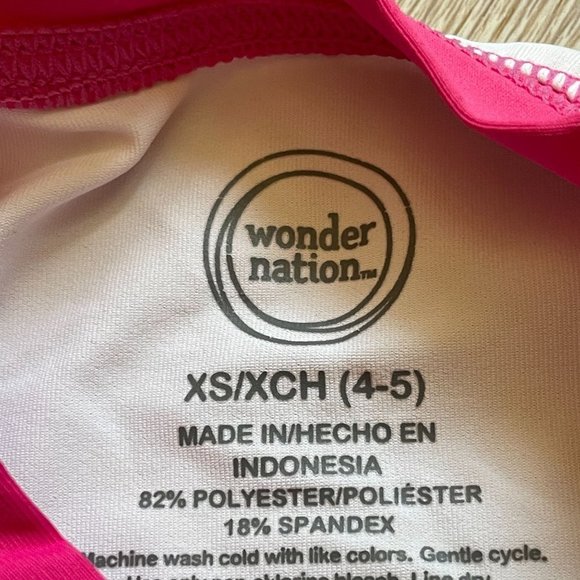 wonder
nation™
XS/XCH (4-5)
MADE IN/HECHO EN
INDONESIA
82% POLYESTER/POLIÉSTER
18% SPANDEX
Machine wash cold with like colors. Gentle cycle.